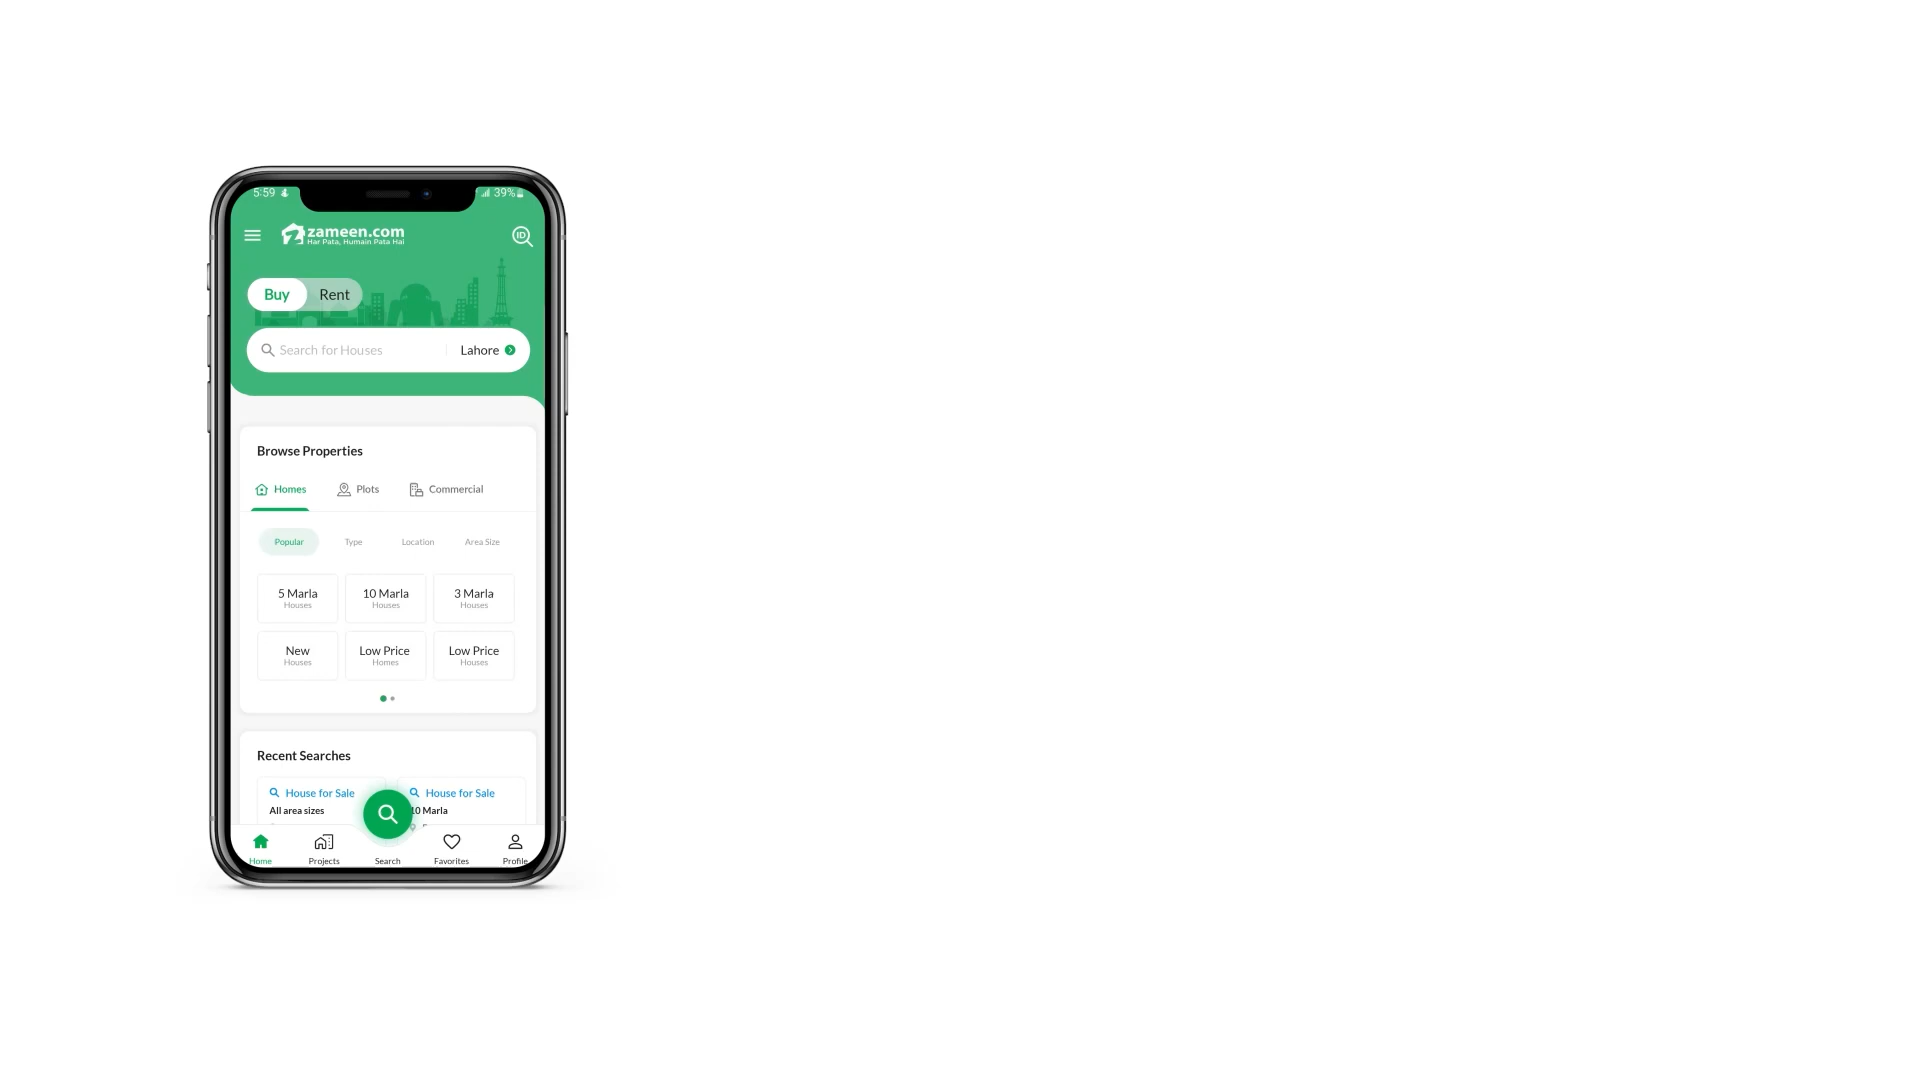 5:59
39%
zameen.com
Har Pata, Humain Pata Hai
ID
Buy Rent
Search for Houses Lahore
Browse Properties
Homes Plots Commercial
Popular Type Location Area Size
5 Marla 10 Marla 3 Marla
Houses Houses Houses
New Low Price Low Price
Houses Homes Houses
Recent Searches
House for Sale House for Sale
All area sizes 10 Marla
Home Projects Search Favorites Profile